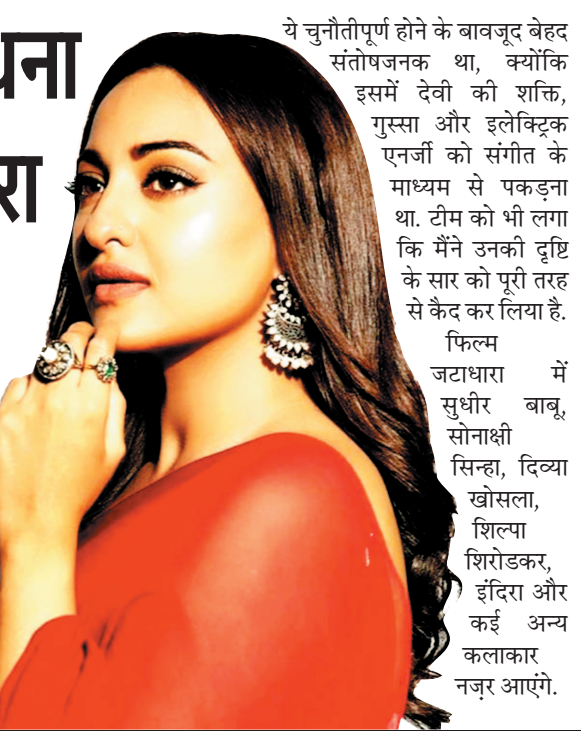 ये चुनौतीपूर्ण होने के बावजूद बेहद
संतोषजनक था, क्योंकि
इसमें देवी की शक्ति,
गुस्सा और इलेक्ट्रिक
एनर्जी को संगीत के
माध्यम से पकड़ना
था. टीम को भी लगा
कि मैंने उनकी दृष्टि
के सार को पूरी तरह
से कैद कर लिया है.
फिल्म
जटाधारा में
सुधीर बाबू,
सोनाक्षी
सिन्हा, दिव्या
खोसला,
शिल्पा
शिरोडकर,
इंदिरा और
कई अन्य
कलाकार
नज़र आएंगे.